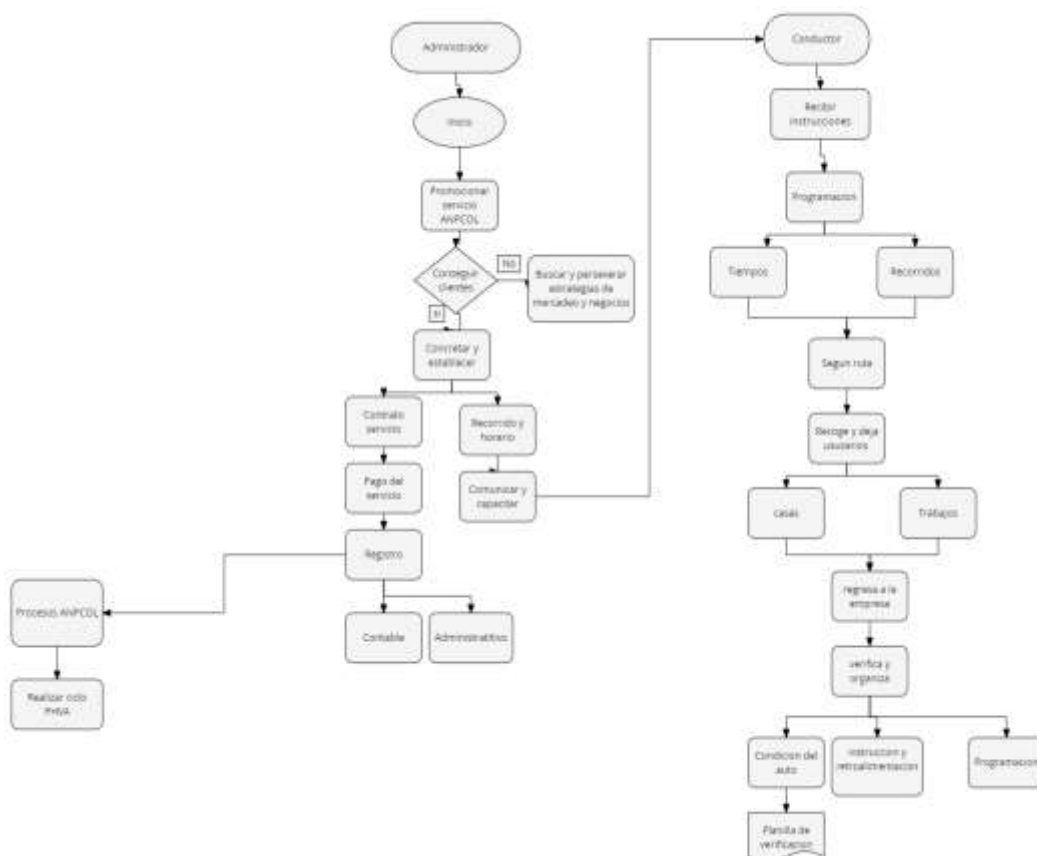 Administrador
Inicio
Promocionar
servicio
ANPCOL
Conseguir
clientes
No
Buscar y perseverar
estrategias de
mercadeo y negocios
si
Concretar y
establecer
Contrato
servicio
Recorrido y
horario
Pago del
servicio
Comunicar y
capacitar
Registro
Contable
Administrattivo
Procesos ANPCOL
Realizar ciclo
PHVA
Conductor
Recibir
instrucciones
Programacion
Tiempos
Recorridos
Segun ruta
Recoge y deja
usucarios
casas
Trabajos
regresa a la
empresa
verifica y
organiza
Condicion del
auto
instruccion y
retroalimentacion
Programacion
Planilla de
verificacion